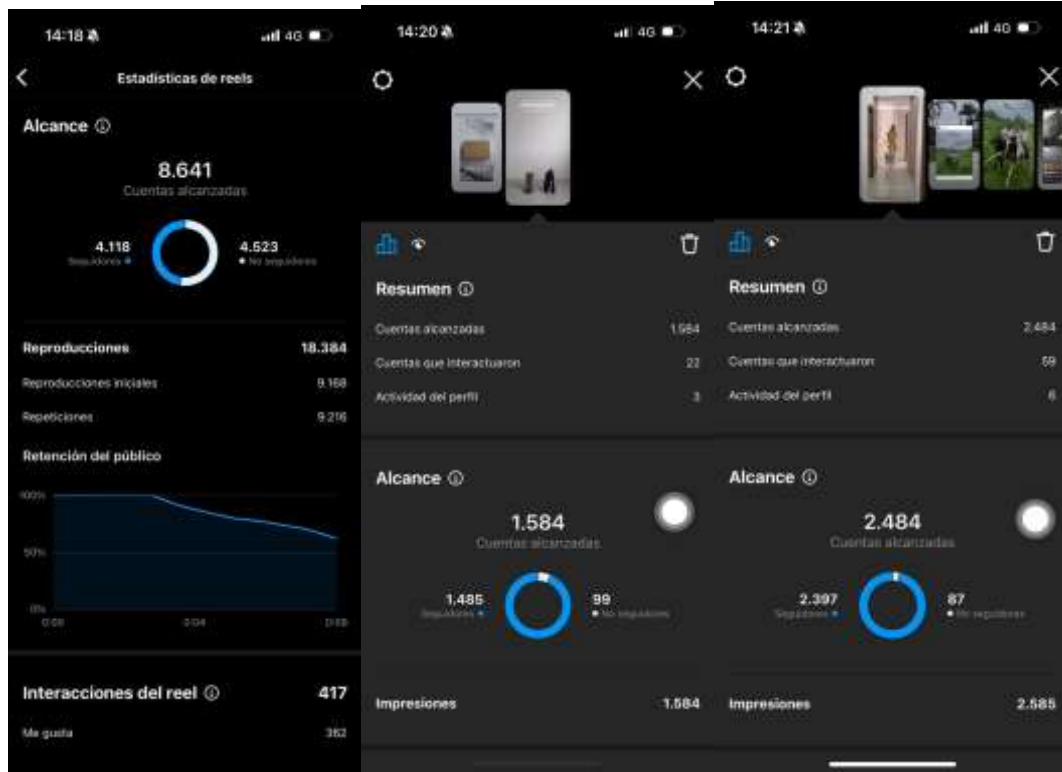 14:18
4G
Estadísticas de reels
Alcance
8.641
Cuentas alcanzadas
4.118
Seguidores
4.523
No seguidores
Reproducciones
18.384
Reproducciones iniciales
9.168
Repeticiones
9.216
Retención del público
100%
50%
0%
0:00
0:04
Interacciones del reel
417
Me gusta
362
14:20
4G
Resumen
Cuentas alcanzadas
1.584
Cuentas que interactuaron
22
Actividad del perfil
3
Alcance
1.584
Cuentas alcanzadas
1.485
Seguidores
99
No seguidores
Impresiones
1.584
14:21
4G
Resumen
Cuentas alcanzadas
2.484
Cuentas que interactuaron
59
Actividad del perfil
6
Alcance
2.484
Cuentas alcanzadas
2.397
Seguidores
87
No seguidores
Impresiones
2.585